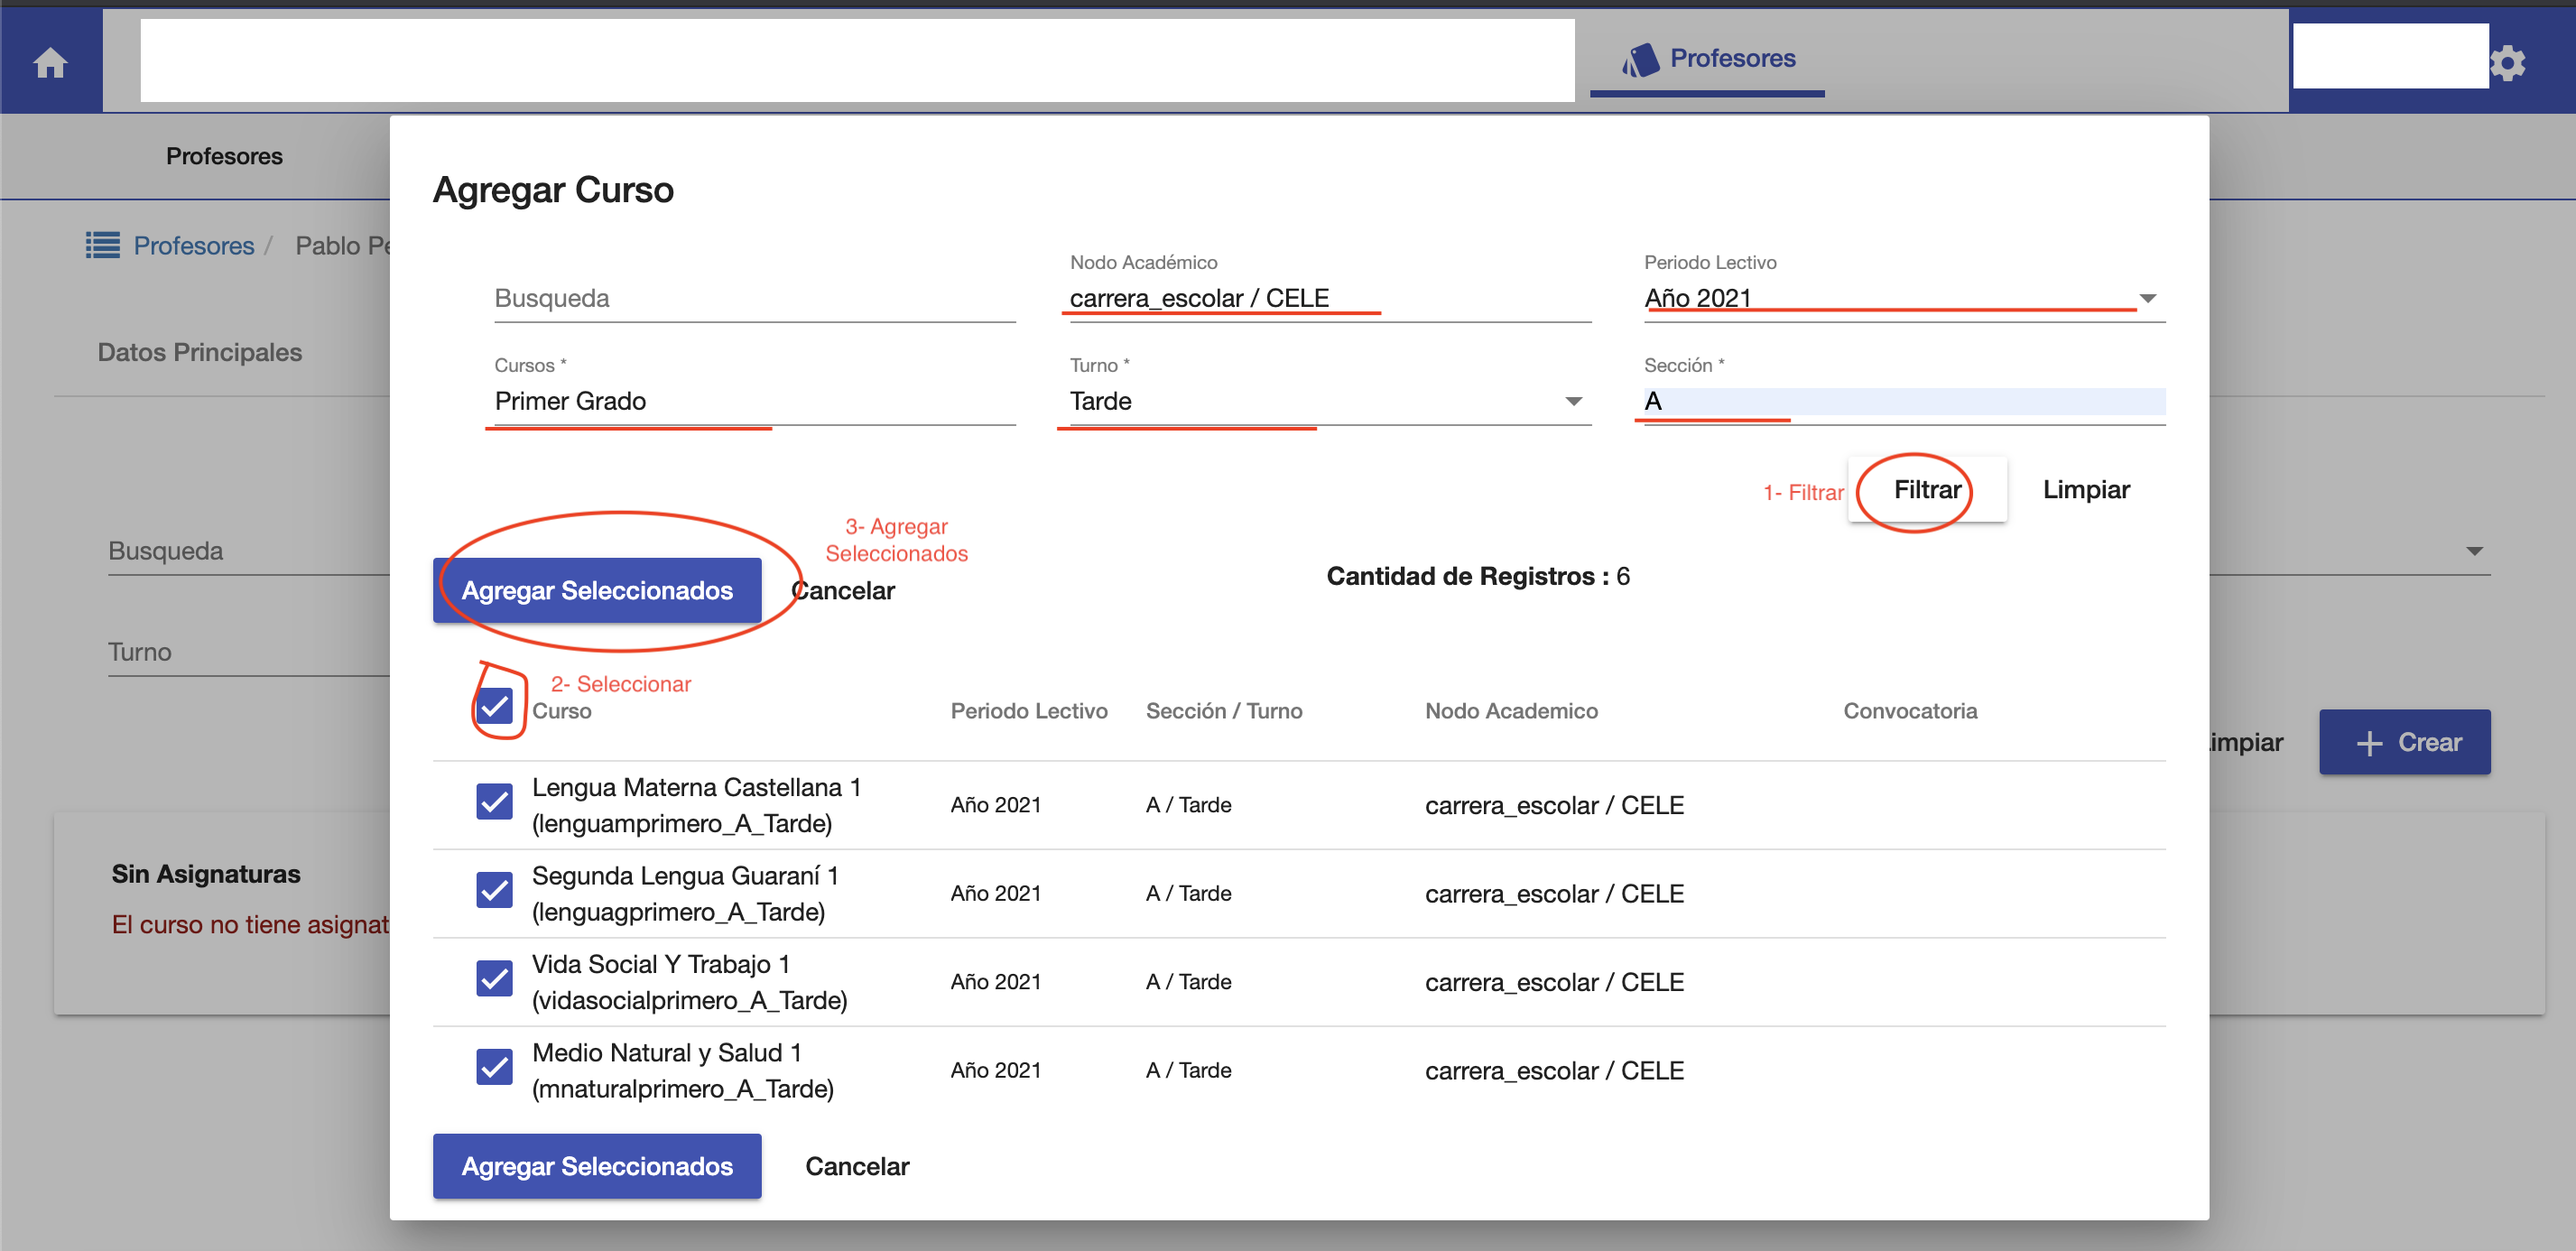 Profesores
Profesores
Agregar Curso
Profesores / Pablo Pe
Nodo Académico
Periodo Lectivo
Busqueda
carrera_escolar / CELE
Año 2021
Datos Principales
Cursos *
Turno *
Sección *
Primer Grado
Tarde
A
1- Filtrar
Filtrar
Limpiar
3- Agregar
Seleccionados
Busqueda
Agregar Seleccionados
Cancelar
Cantidad de Registros : 6
Turno
2- Seleccionar
Curso
Periodo Lectivo
Sección / Turno
Nodo Academico
Convocatoria
impiar
+ Crear
Lengua Materna Castellana 1
(lenguamprimero_A_Tarde)
Año 2021
A / Tarde
carrera_escolar / CELE
Sin Asignaturas
El curso no tiene asignat
Segunda Lengua Guaraní 1
(lenguagprimero_A_Tarde)
Año 2021
A / Tarde
carrera_escolar / CELE
Vida Social Y Trabajo 1
(vidasocialprimero_A_Tarde)
Año 2021
A / Tarde
carrera_escolar / CELE
Medio Natural y Salud 1
(mnaturalprimero_A_Tarde)
Año 2021
A / Tarde
carrera_escolar / CELE
Agregar Seleccionados
Cancelar